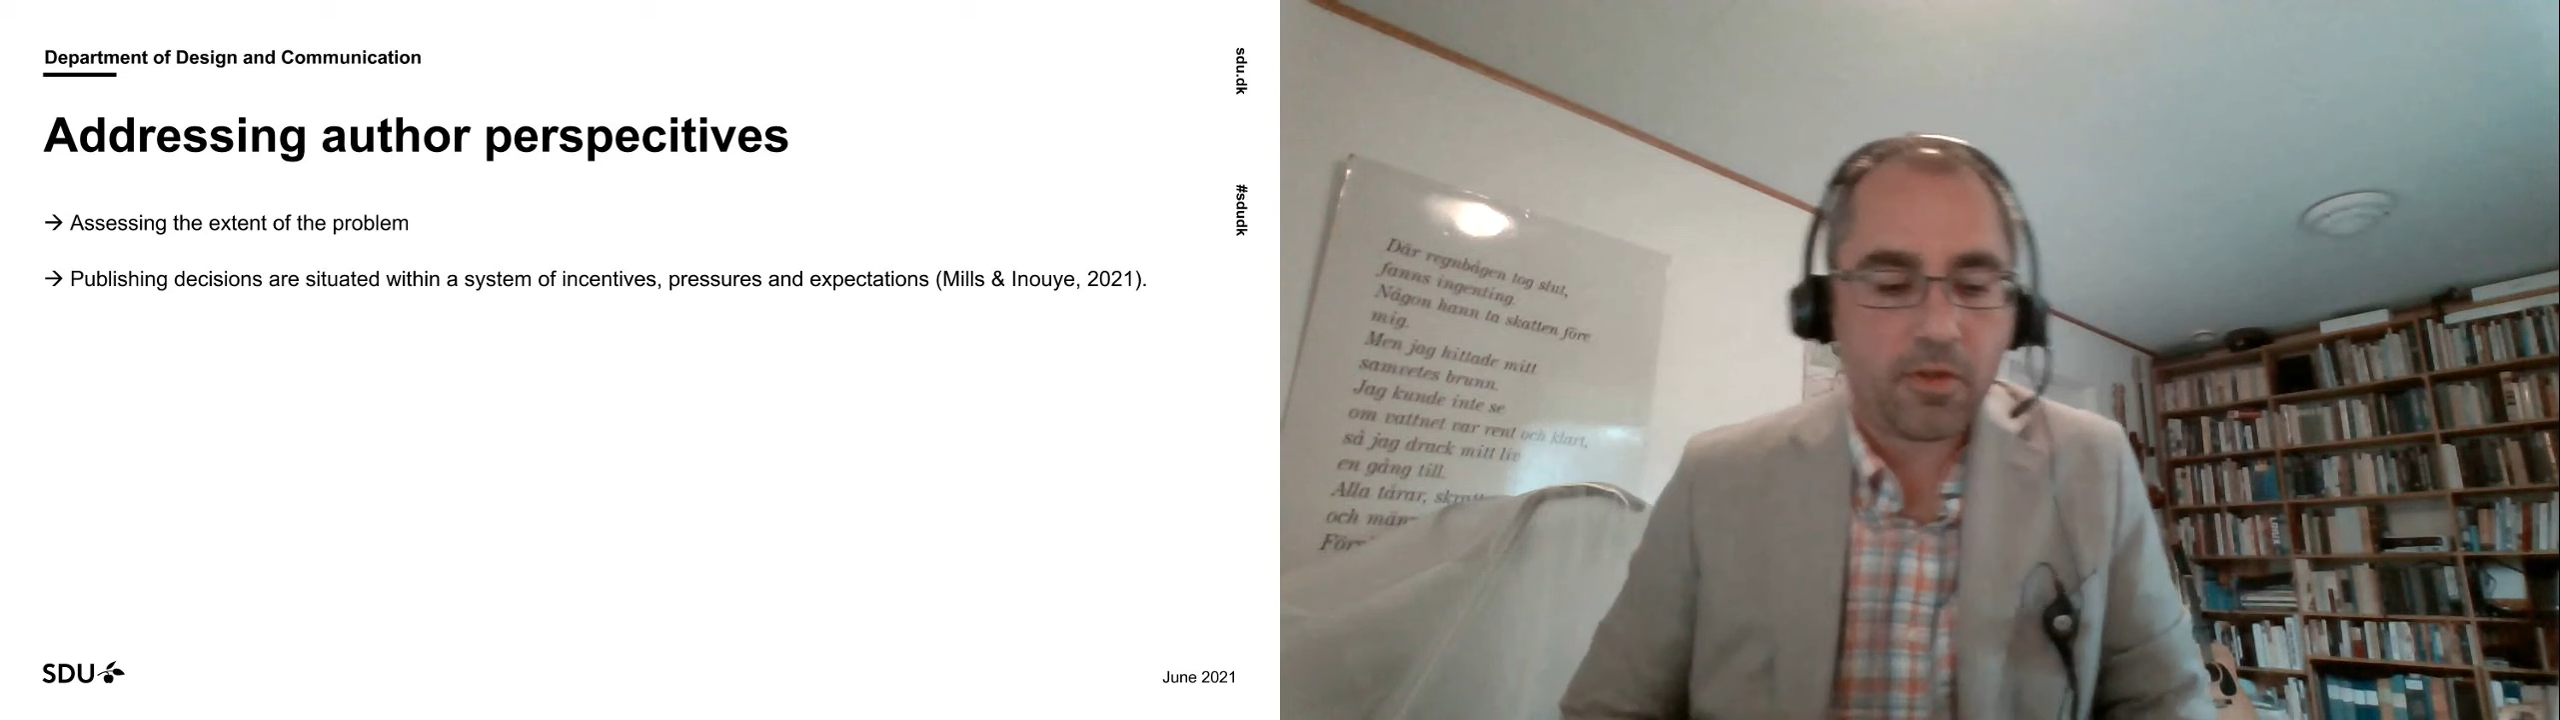 Department of Design and Communication
Addressing author perspecitives
→ Assessing the extent of the problem
→ Publishing decisions are situated within a system of incentives, pressures and expectations (Mills & Inouye, 2021).
sdu.dk
#sdudk
SDU
June 2021
Där regnbågen tog slut,
fanns ingenting.
Någon hann ta skatten före
mig.
Men jag hittade mitt
samvetes brunn.
Jag kunde inte se
om vattnet var rent och klart,
så jag drack mitt liv
en gång till.
Alla tårar,
och